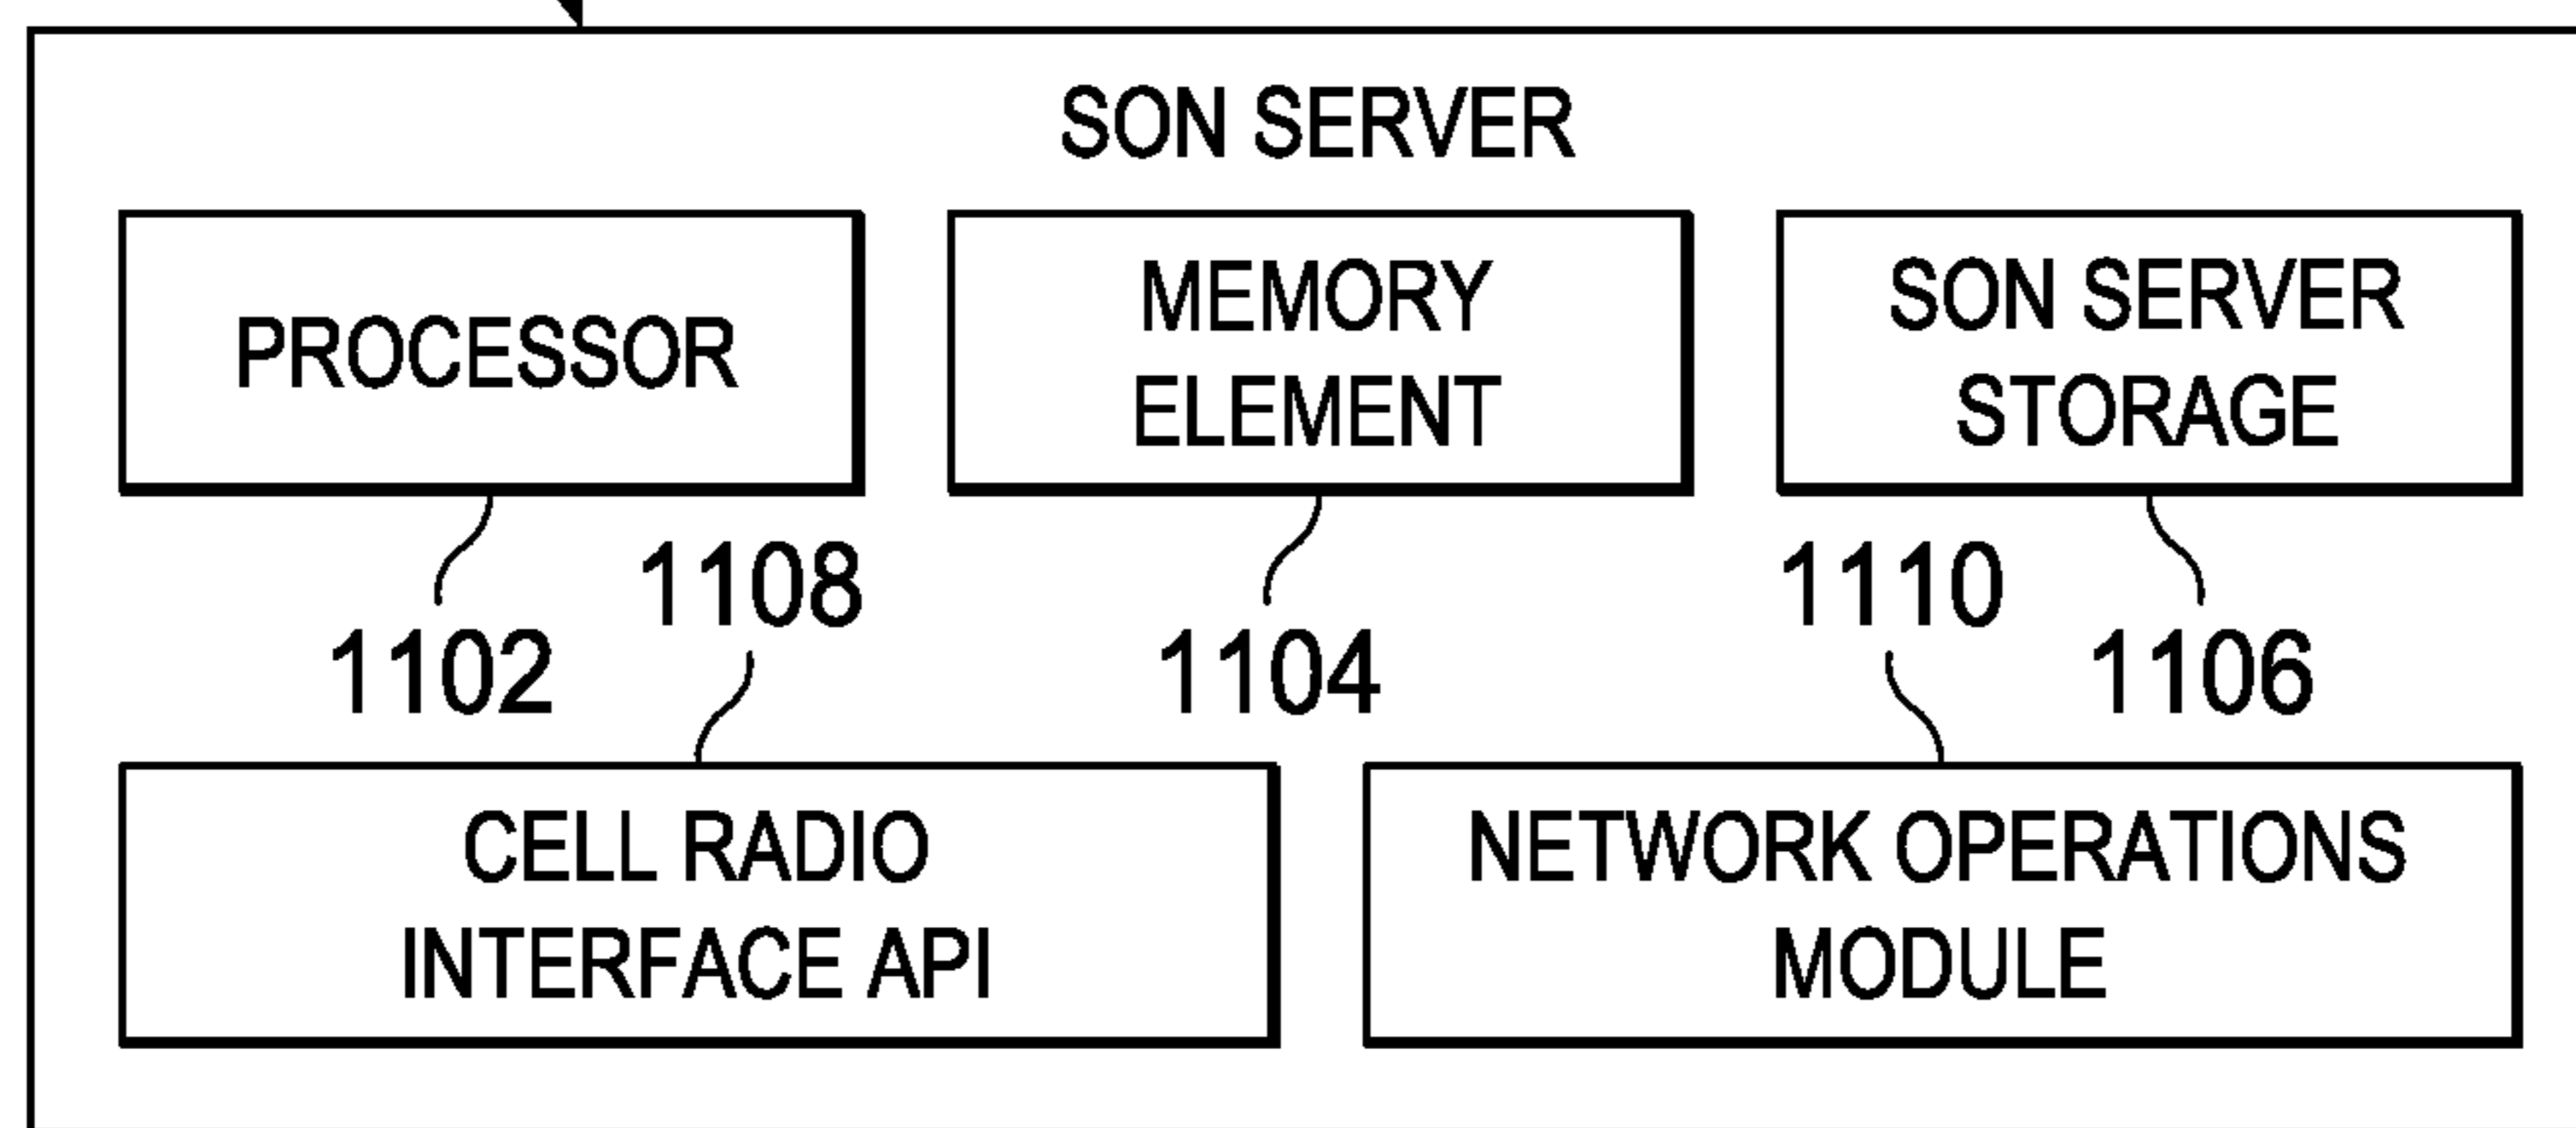 SON SERVER
PROCESSOR
MEMORY
ELEMENT
SON SERVER
STORAGE
1102
1108
1104
1110
1106
CELL RADIO
INTERFACE API
NETWORK OPERATIONS
MODULE